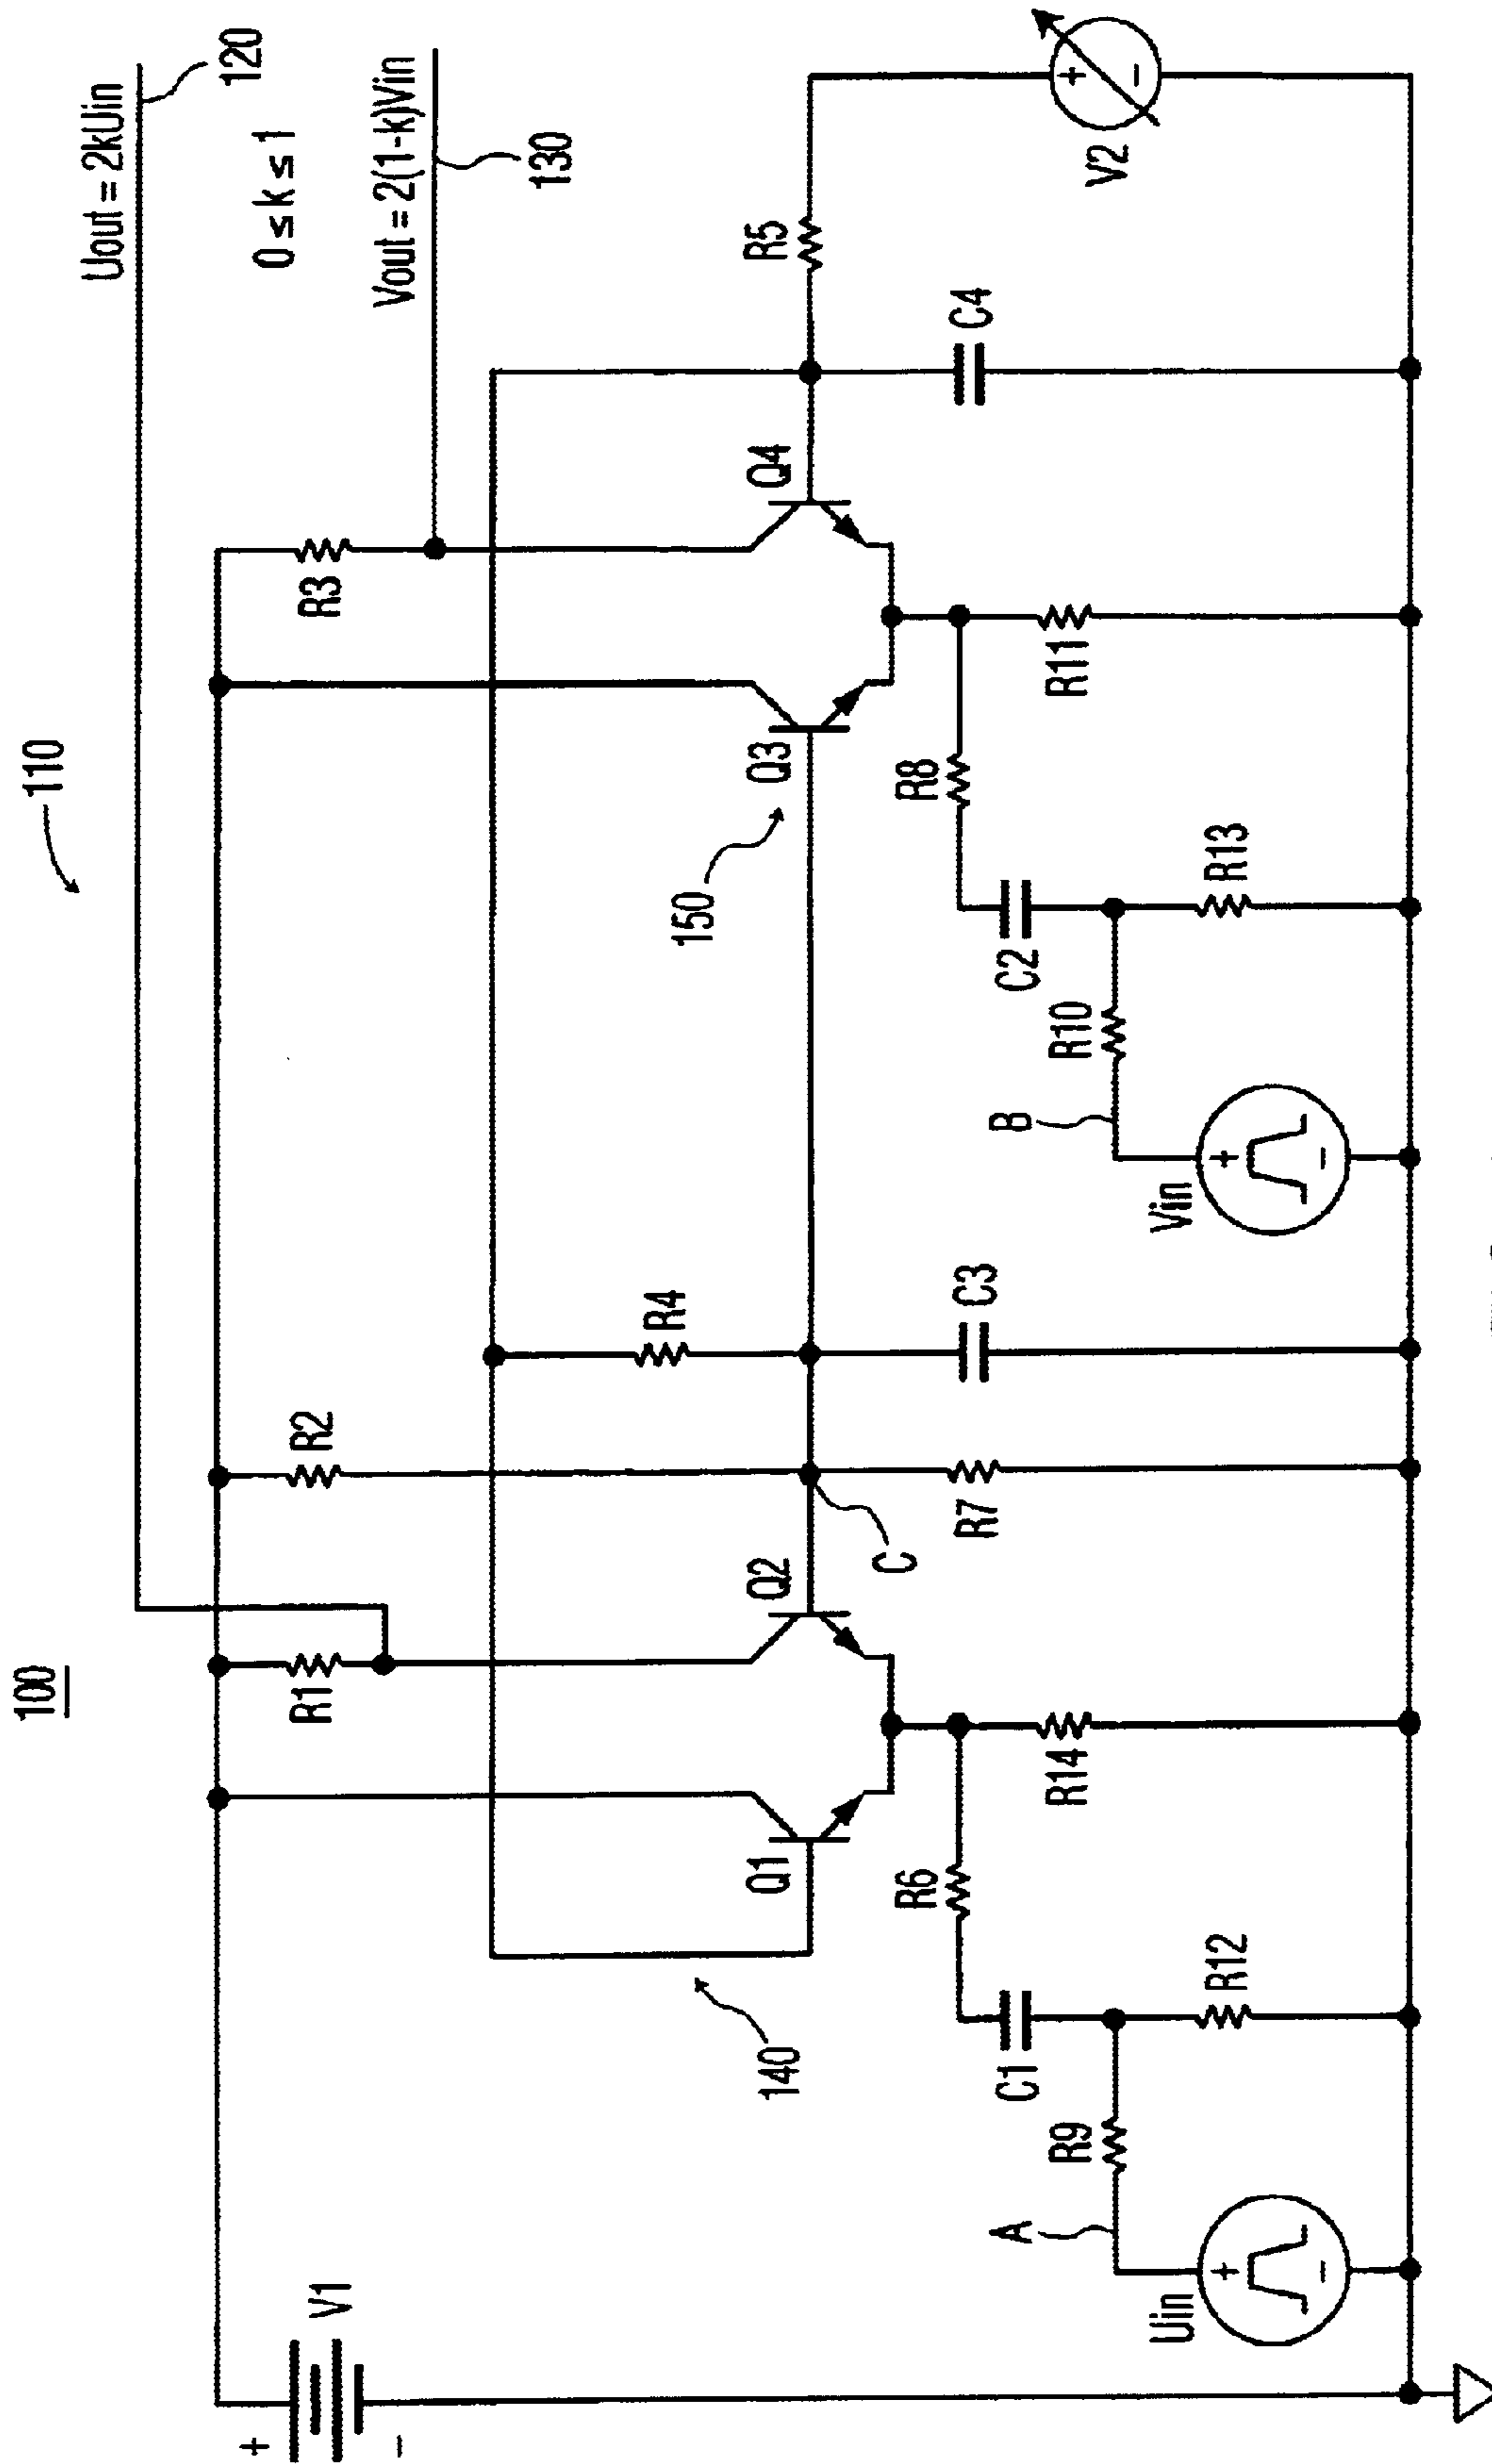 100
110
Uout = 2kUin
120
0 ≤ k ≤ 1
Vout = 2(1-k)Vin
130
+
V1
−
R1
R2
R3
R4
R5
Q1
Q2
Q3
Q4
140
150
C
R6
R14
R7
C3
R8
R11
C4
V2
+
−
C1
R9
R12
A
Uin
+
−
C2
R10
R13
B
Vin
+
−